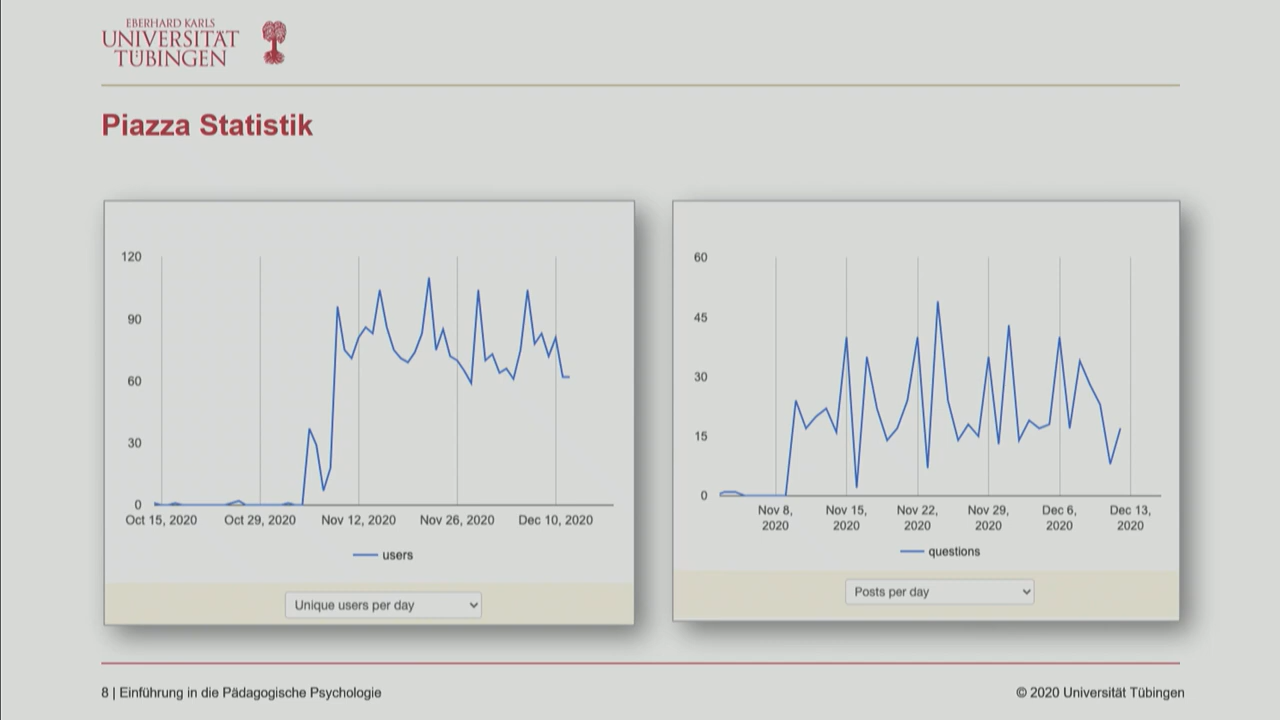 EBERHARD KARLS
UNIVERSITÄT
TÜBINGEN
Piazza Statistik
120
90
60
30
0
Oct 15, 2020
Oct 29, 2020
Nov 12, 2020
Nov 26, 2020
Dec 10, 2020
users
Unique users per day
60
45
30
15
0
Nov 8,
2020
Nov 15,
2020
Nov 22,
2020
Nov 29,
2020
Dec 6,
2020
Dec 13,
2020
questions
Posts per day
8 | Einführung in die Pädagogische Psychologie
© 2020 Universität Tübingen